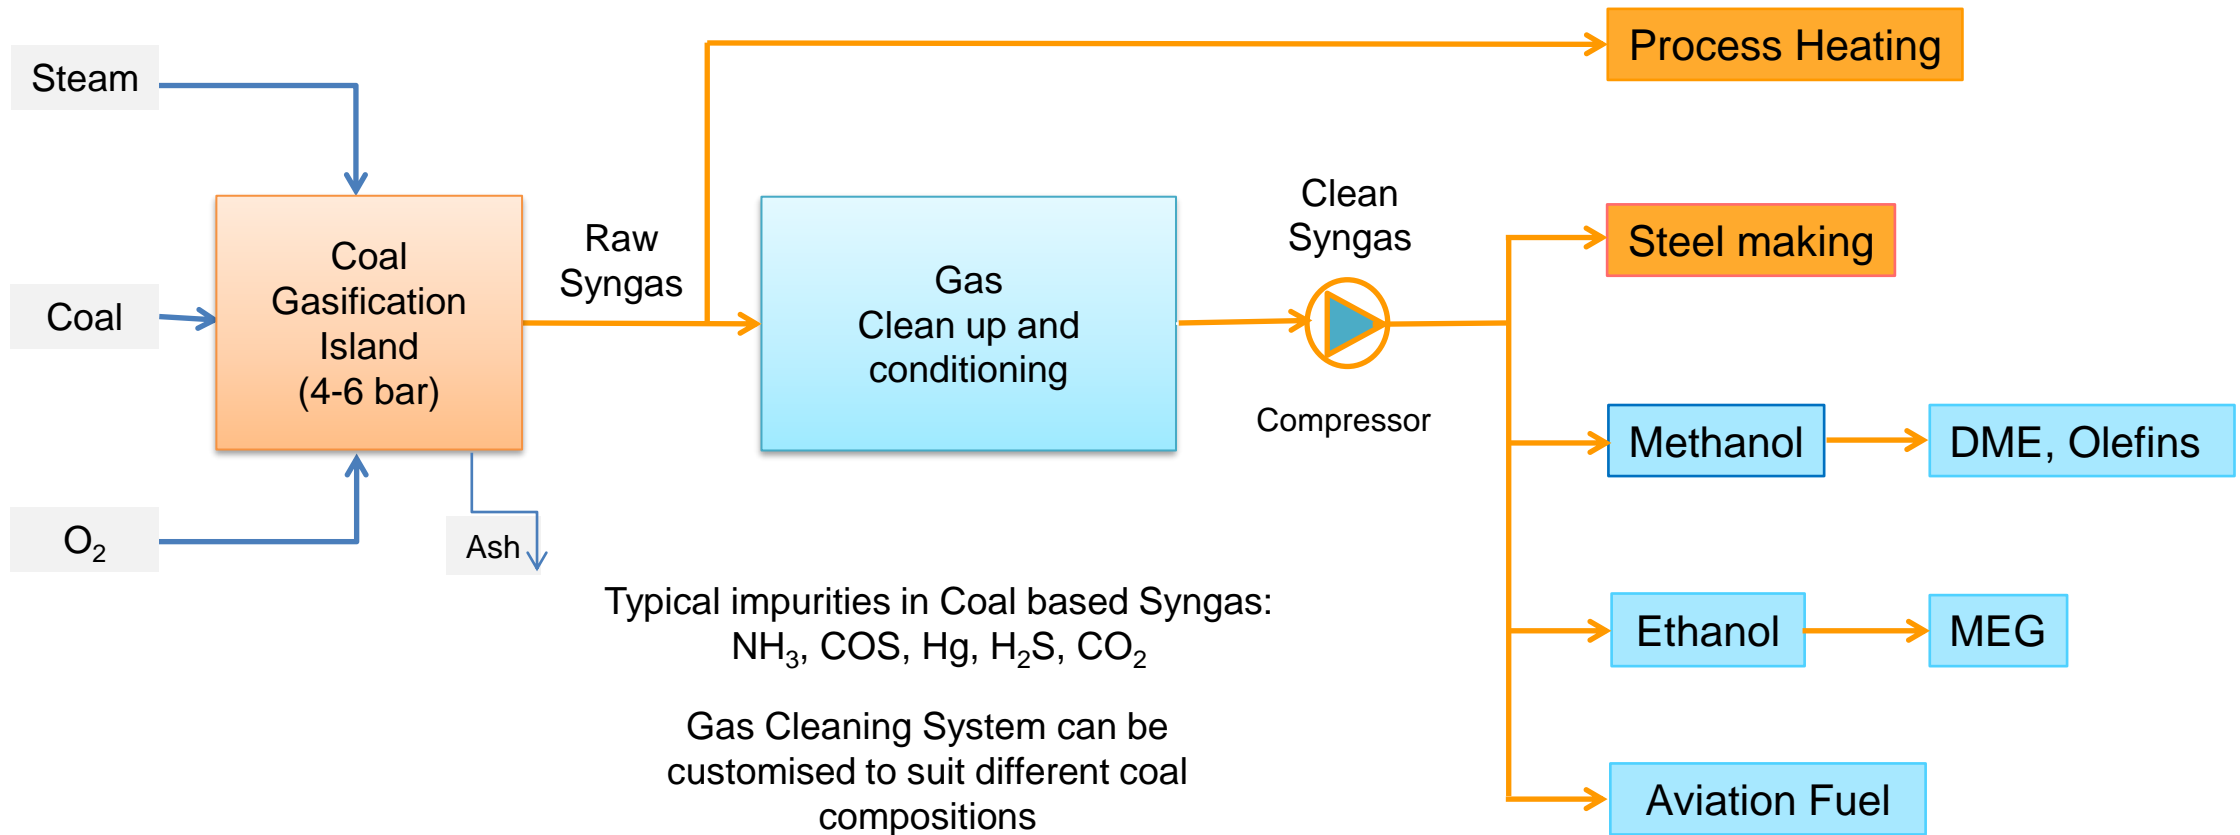 Steam
Coal
O₂
Coal
Gasification
Island
(4-6 bar)
Ash
Raw
Syngas
Gas
Clean up and
conditioning
Clean
Syngas
Compressor
Process Heating
Steel making
Methanol
DME, Olefins
Ethanol
MEG
Aviation Fuel
Typical impurities in Coal based Syngas:
NH₃, COS, Hg, H₂S, CO₂
Gas Cleaning System can be
customised to suit different coal
compositions